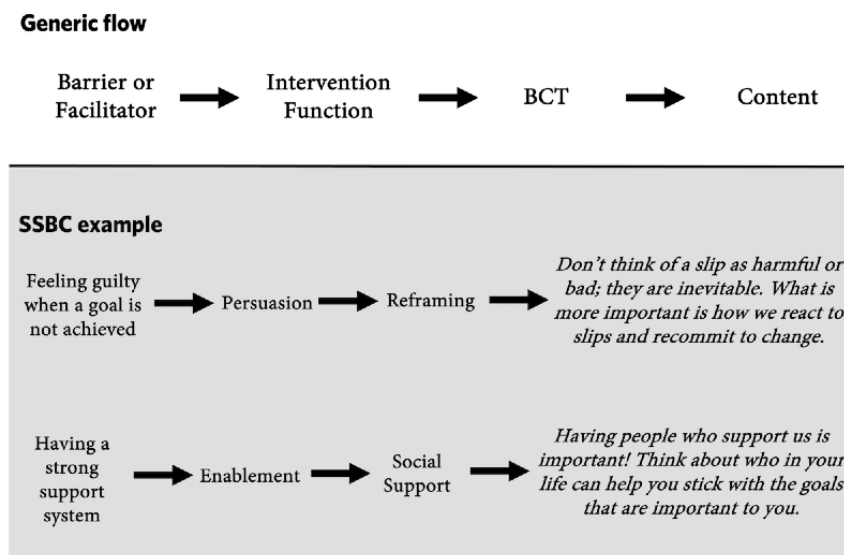 Generic flow
Barrier or
Facilitator
Intervention
Function
BCT
Content
SSBC example
Feeling guilty
when a goal is
not achieved
Persuasion
Reframing
Don't think of a slip as harmful or
bad; they are inevitable. What is
more important is how we react to
slips and recommit to change.
Having a
strong
support
system
Enablement
Social
Support
Having people who support us is
important! Think about who in your
life can help you stick with the goals
that are important to you.